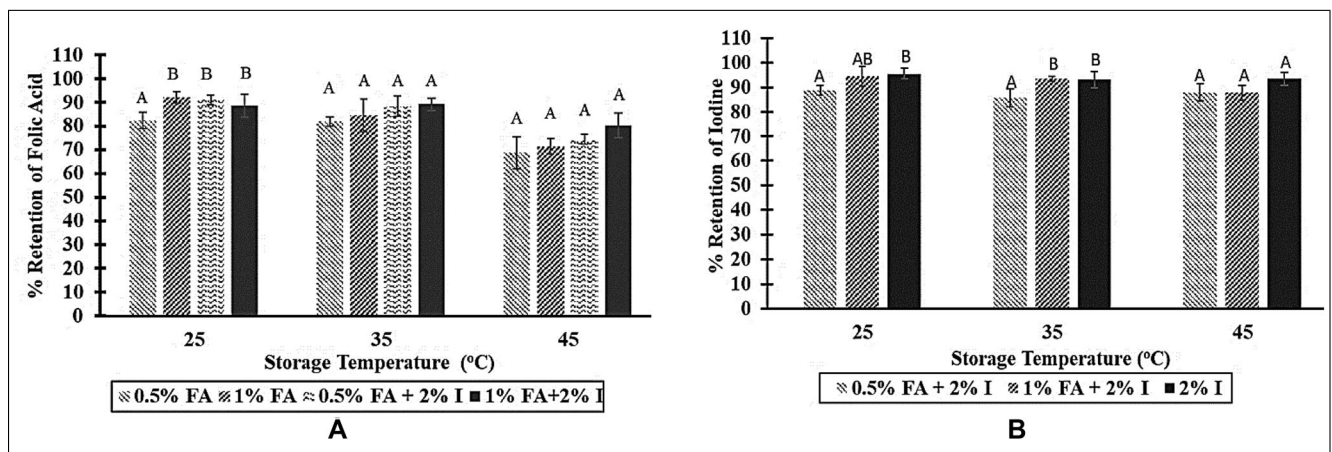 % Retention of Folic Acid
110
100
90
80
70
60
50
40
30
20
10
0
A B B B
A A A A
A A A A
25 35 45
Storage Temperature (°C)
0.5% FA 1% FA 0.5% FA + 2% I 1% FA+2% I
A
% Retention of Iodine
110
100
90
80
70
60
50
40
30
20
10
0
A AB B
A B B
A A A
25 35 45
Storage Temperature (°C)
0.5% FA + 2% I 1% FA + 2% I 2% I
B